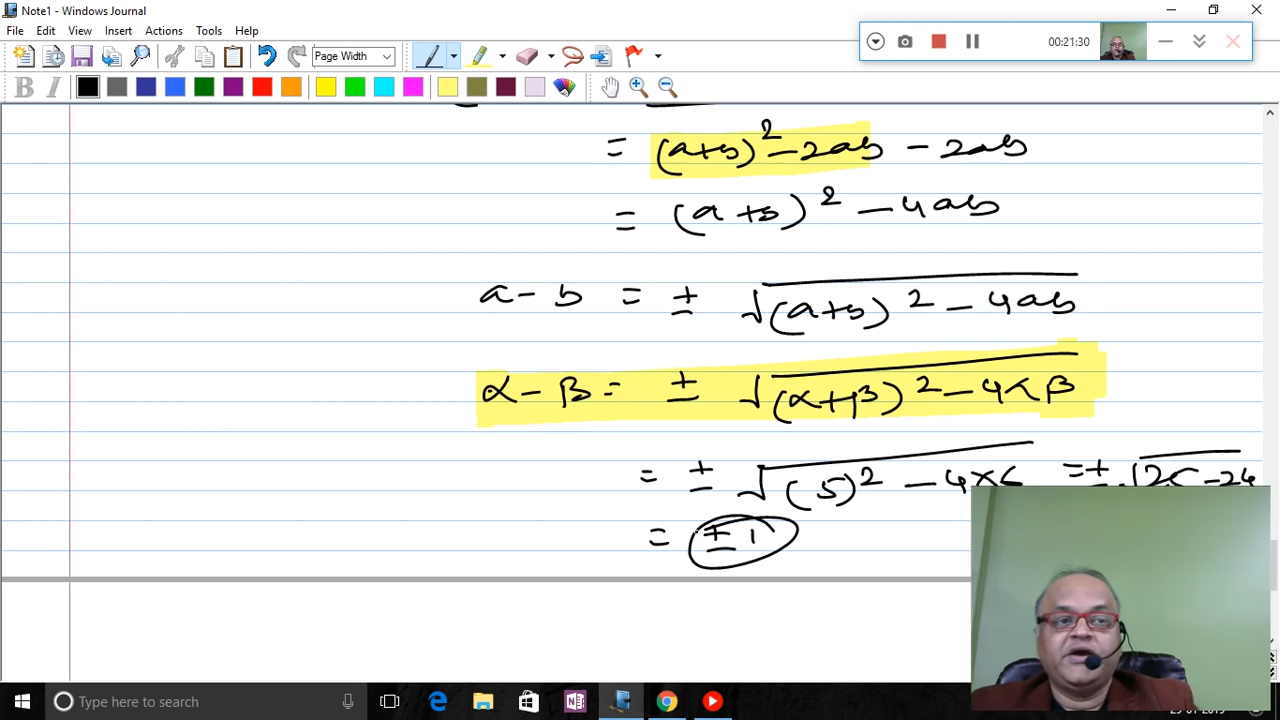 Note1 - Windows Journal
File Edit View Insert Actions Tools Help
Page Width
00:21:30
B I
= (a+b)² - 2ab - 2ab
= (a+b)² - 4ab
a - b = ± √(a+b)² - 4ab
α - β = ± √(α+β)² - 4αβ
= ± √(5)² - 4×6 = ± √25 - 24
= ± 1
Type here to search